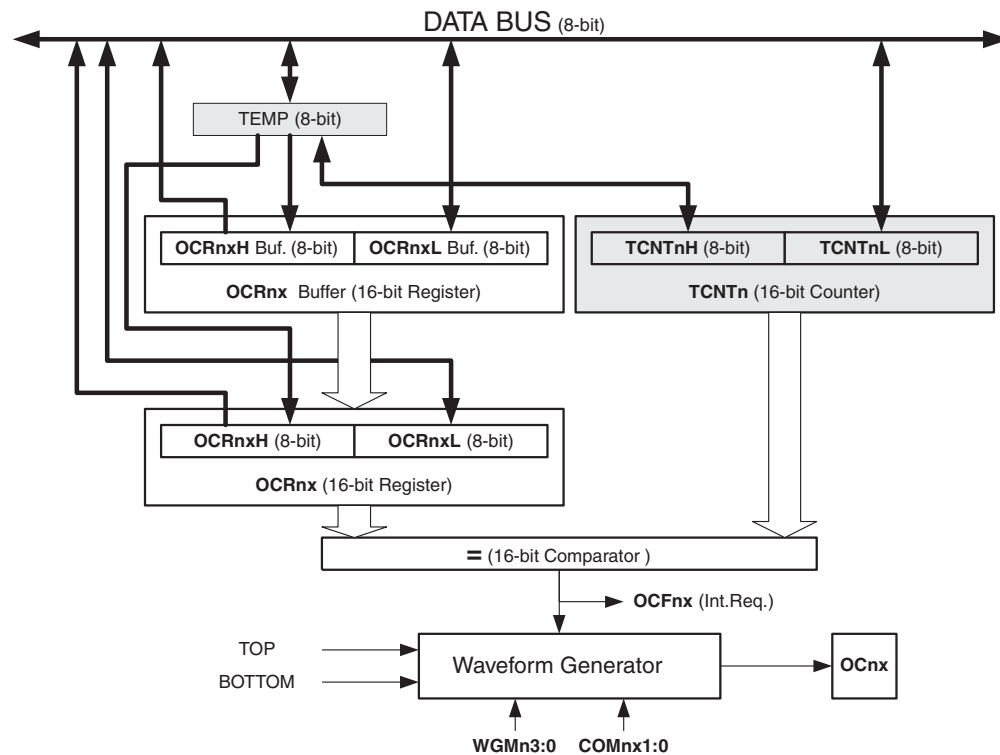 DATA BUS (8-bit)
TEMP (8-bit)
OCRnxH Buf. (8-bit)
OCRnxL Buf. (8-bit)
OCRnx Buffer (16-bit Register)
TCNTnH (8-bit)
TCNTnL (8-bit)
TCNTn (16-bit Counter)
OCRnxH (8-bit)
OCRnxL (8-bit)
OCRnx (16-bit Register)
= (16-bit Comparator )
OCFnx (Int.Req.)
TOP
BOTTOM
Waveform Generator
OCnx
WGMn3:0
COMnx1:0